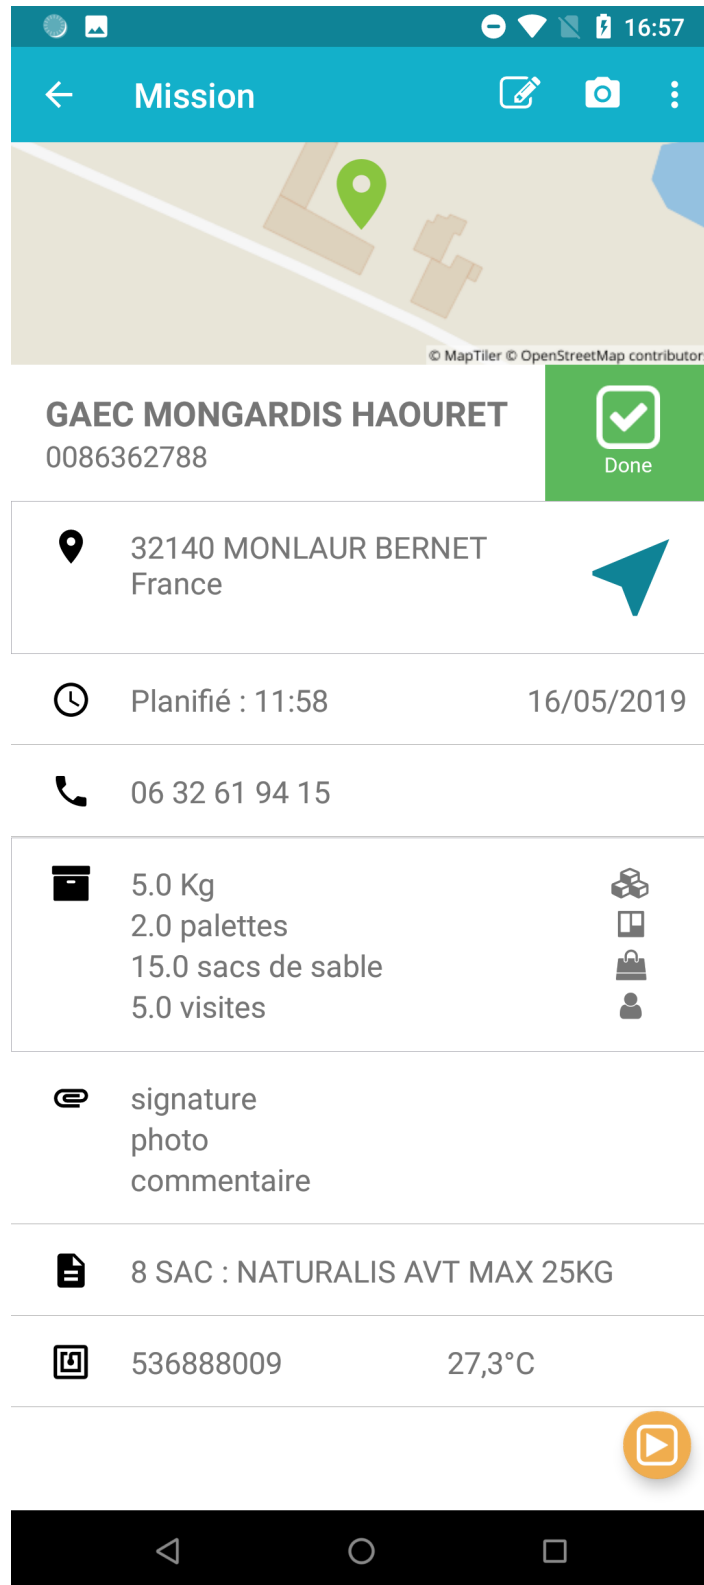 16:57
Mission
© MapTiler © OpenStreetMap contributor
GAEC MONGARDIS HAOURET
0086362788
Done
32140 MONLAUR BERNET
France
Planifié : 11:58 16/05/2019
06 32 61 94 15
5.0 Kg
2.0 palettes
15.0 sacs de sable
5.0 visites
signature
photo
commentaire
8 SAC : NATURALIS AVT MAX 25KG
536888009 27,3°C